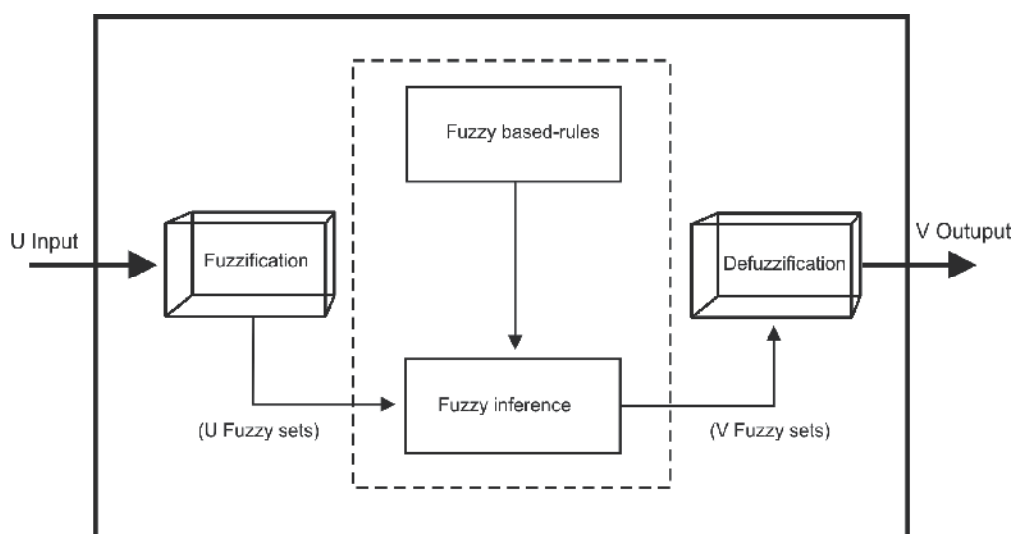 Fuzzy based-rules
U Input
Fuzzification
Defuzzification
V Outuput
Fuzzy inference
(U Fuzzy sets)
(V Fuzzy sets)